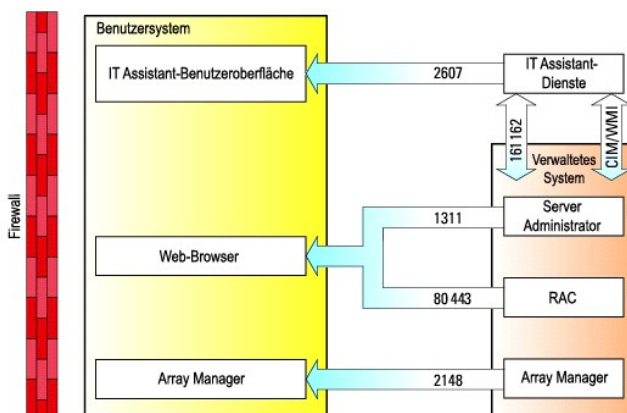 Firewall
Benutzersystem
IT Assistant-Benutzeroberfläche
2607
IT Assistant-
Dienste
161 162
CIM/WMI
Verwaltetes
System
1311
Server
Administrator
Web-Browser
80 443
RAC
Array Manager
2148
Array Manager